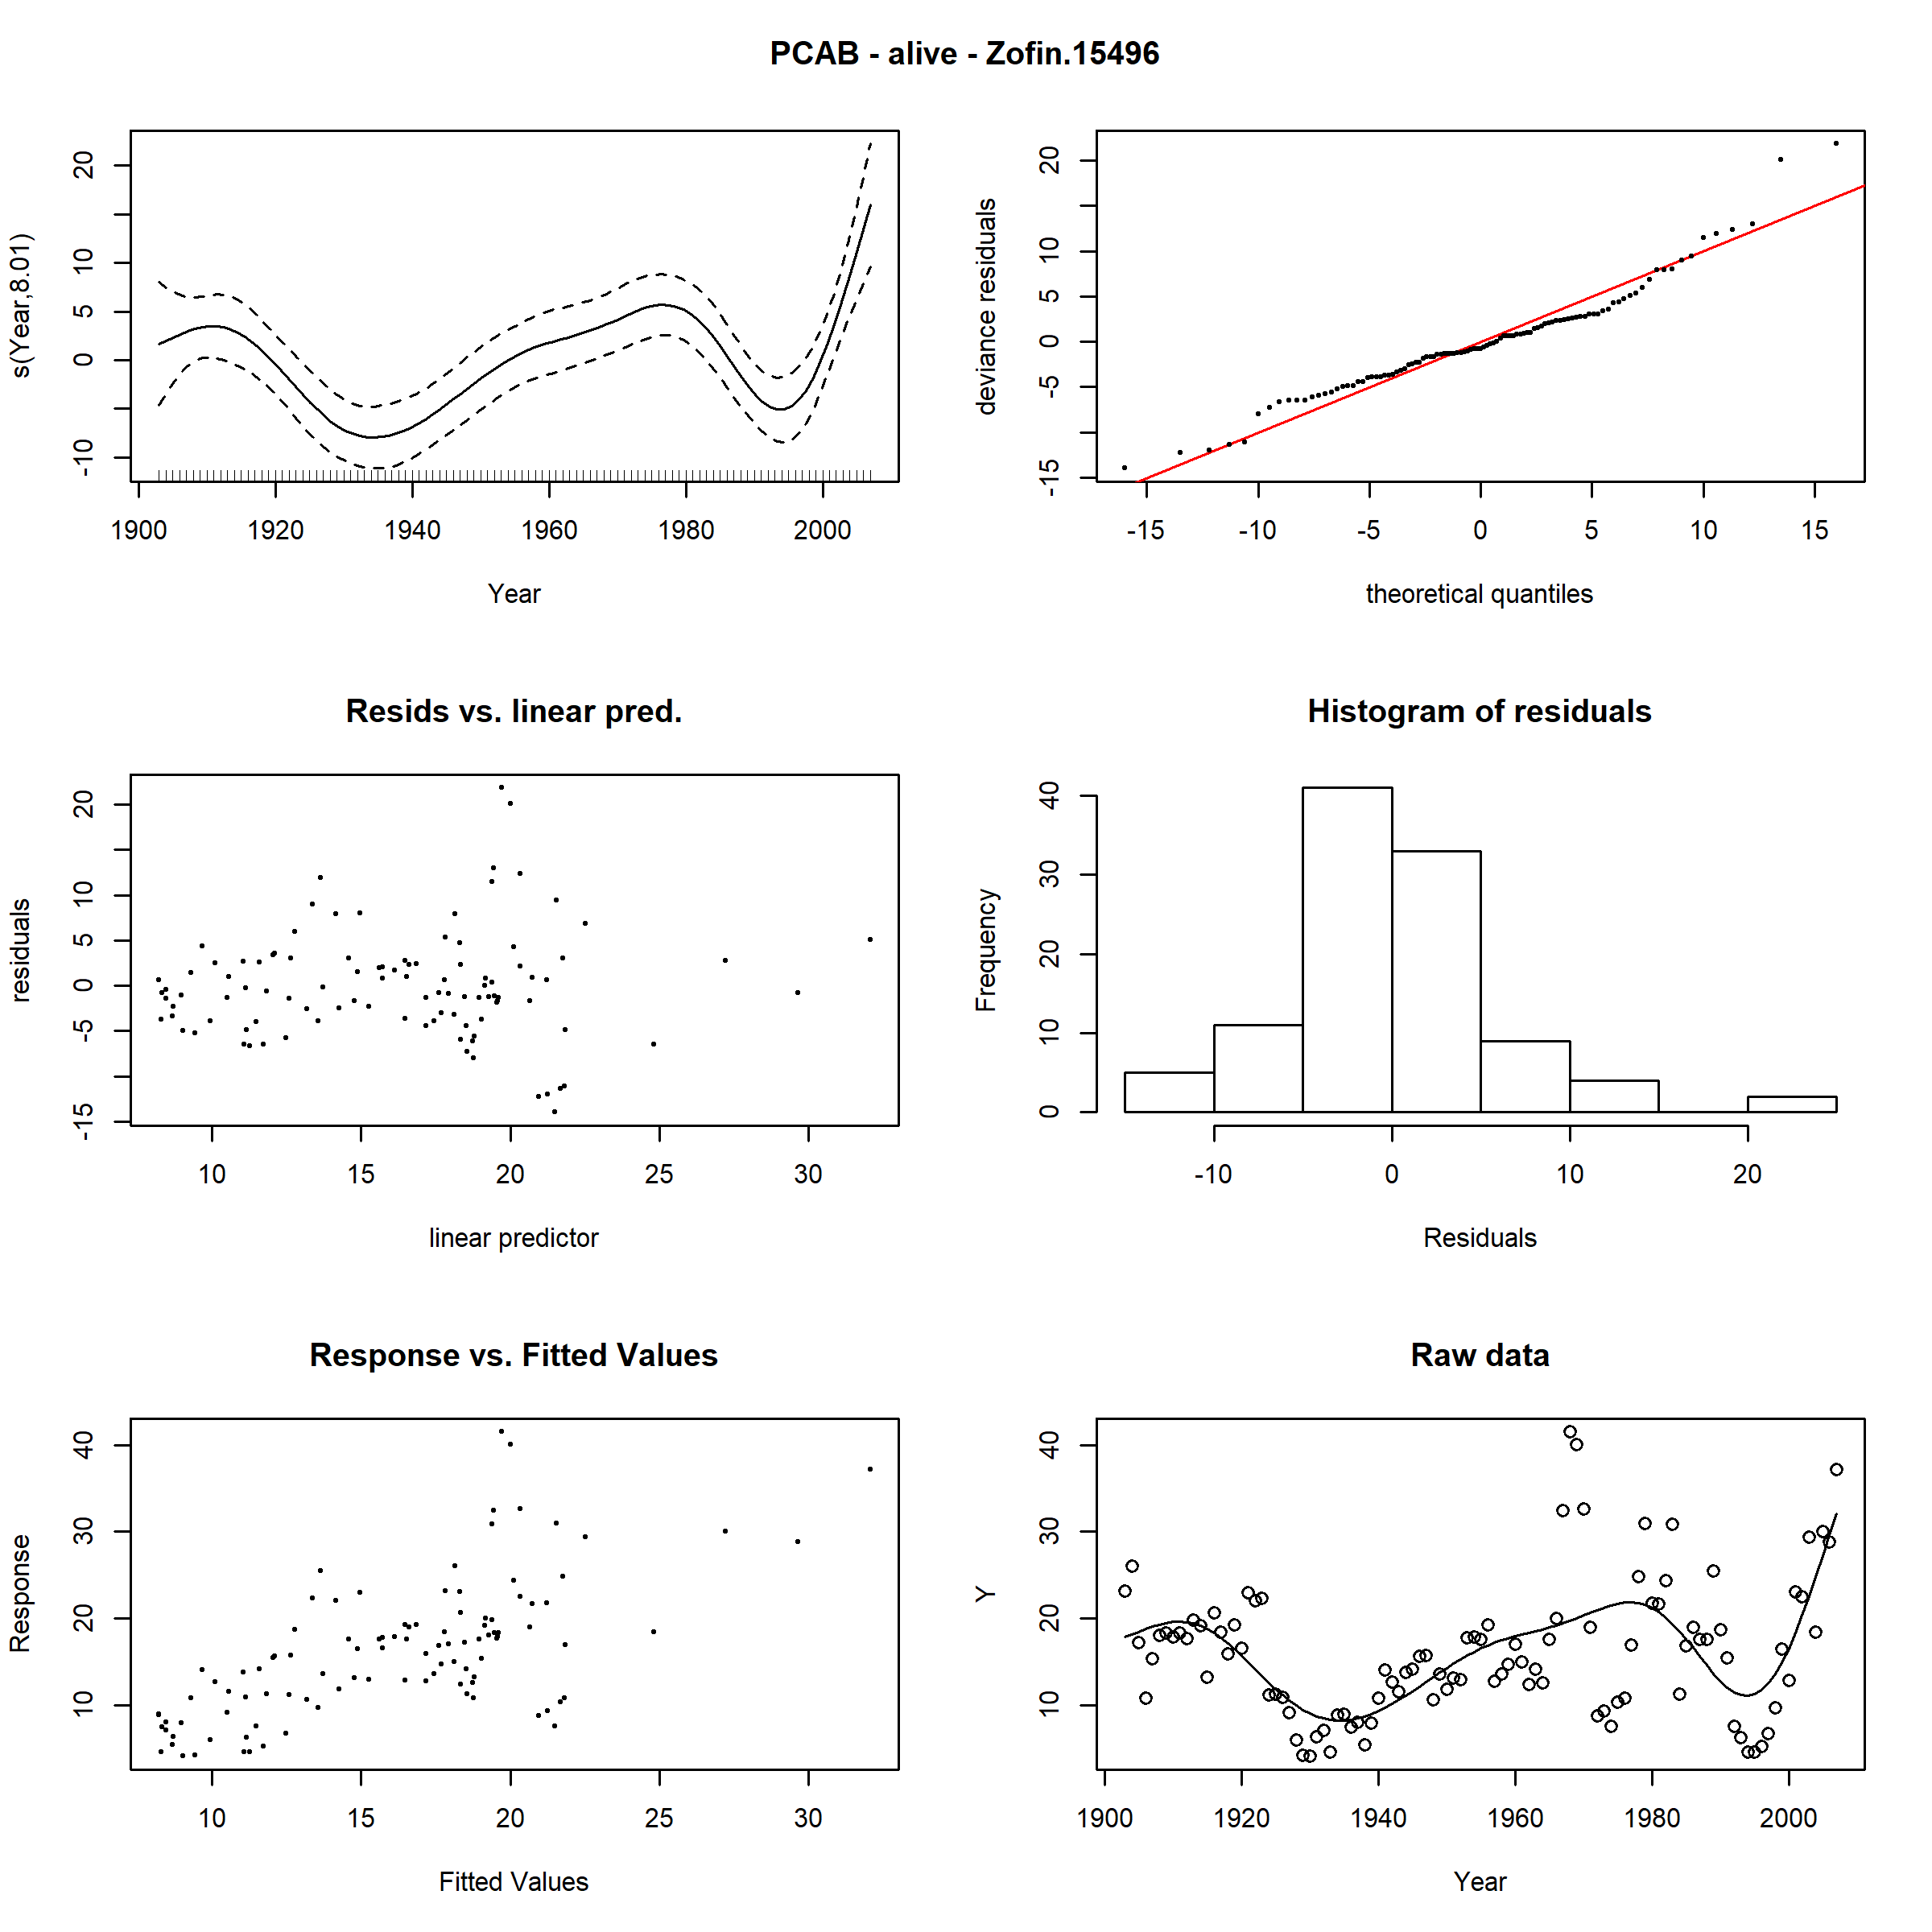 PCAB - alive - Zofin.15496
s(Year,8.01)
-10 0 5 10 20
1900 1920 1940 1960 1980 2000
Year
deviance residuals
-15 -5 0 5 10 20
-15 -10 -5 0 5 10 15
theoretical quantiles
Resids vs. linear pred.
residuals
-15 -5 0 5 10 20
10 15 20 25 30
linear predictor
Histogram of residuals
Frequency
0 10 20 30 40
-10 0 10 20
Residuals
Response vs. Fitted Values
Response
10 20 30 40
10 15 20 25 30
Fitted Values
Raw data
Y
10 20 30 40
1900 1920 1940 1960 1980 2000
Year